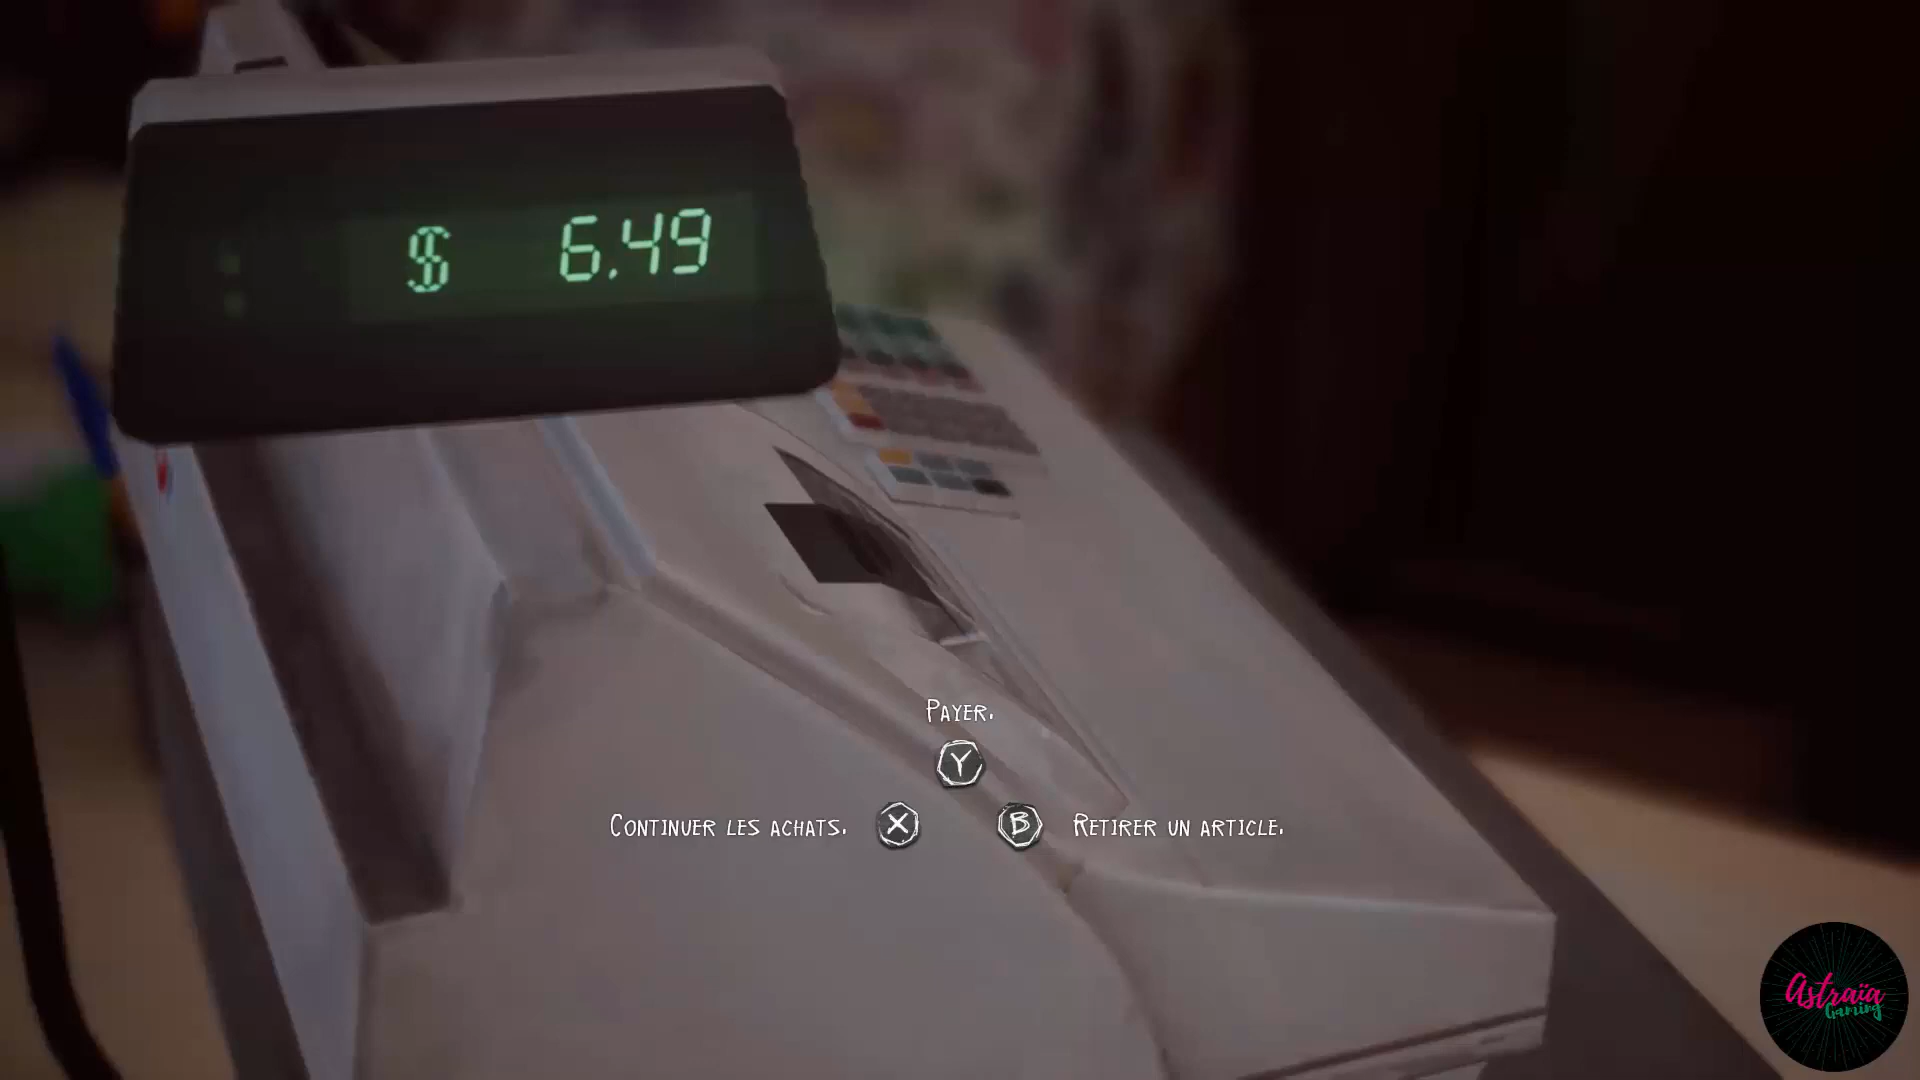 $ 6.49
Payer.
Y
Continuer les achats. X
B Retirer un article.
Astraïa
Gaming